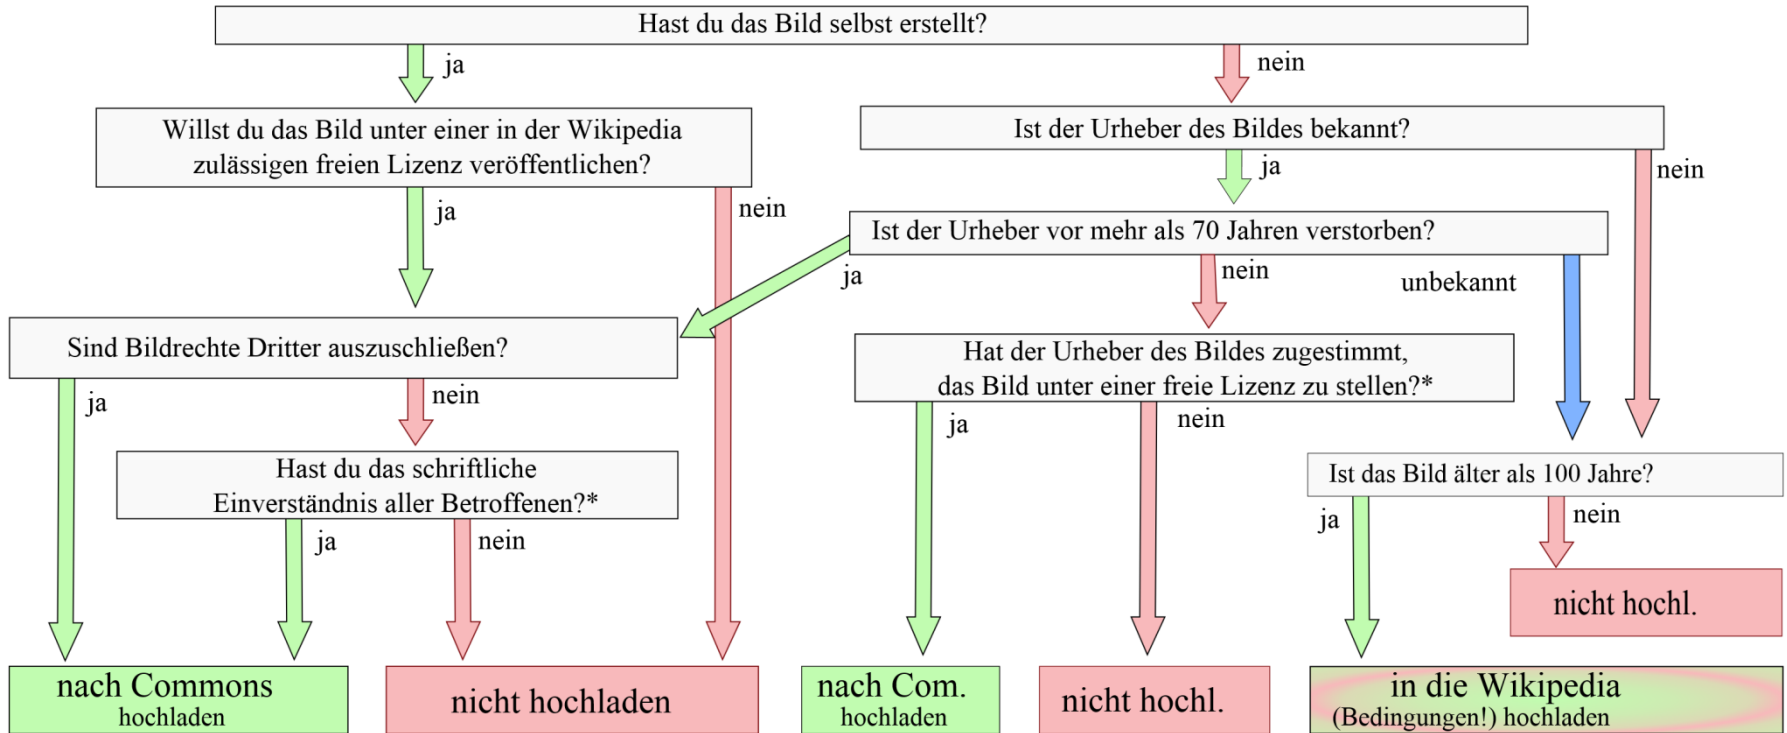 Hast du das Bild selbst erstellt?
ja
nein
Willst du das Bild unter einer in der Wikipedia
zulässigen freien Lizenz veröffentlichen?
Ist der Urheber des Bildes bekannt?
ja
nein
ja
nein
Ist der Urheber vor mehr als 70 Jahren verstorben?
ja
nein
unbekannt
Sind Bildrechte Dritter auszuschließen?
Hat der Urheber des Bildes zugestimmt,
das Bild unter einer freie Lizenz zu stellen?*
ja
nein
ja
nein
Hast du das schriftliche
Einverständnis aller Betroffenen?*
Ist das Bild älter als 100 Jahre?
ja
nein
ja
nein
nicht hochl.
nach Commons
hochladen
nicht hochladen
nach Com.
hochladen
nicht hochl.
in die Wikipedia
(Bedingungen!) hochladen